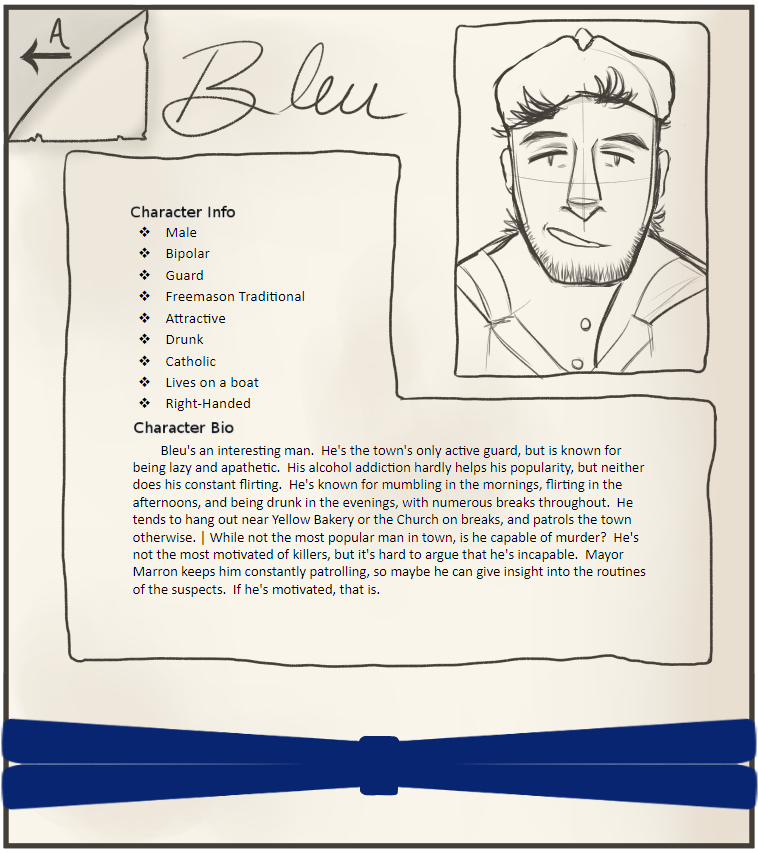 A
Bleu
Character Info
❖ Male
❖ Bipolar
❖ Guard
❖ Freemason Traditional
❖ Attractive
❖ Drunk
❖ Catholic
❖ Lives on a boat
❖ Right-Handed
Character Bio
Bleu's an interesting man. He's the town's only active guard, but is known for
being lazy and apathetic. His alcohol addiction hardly helps his popularity, but neither
does his constant flirting. He's known for mumbling in the mornings, flirting in the
afternoons, and being drunk in the evenings, with numerous breaks throughout. He
tends to hang out near Yellow Bakery or the Church on breaks, and patrols the town
otherwise. | While not the most popular man in town, is he capable of murder? He's
not the most motivated of killers, but it's hard to argue that he's incapable. Mayor
Marron keeps him constantly patrolling, so maybe he can give insight into the routines
of the suspects. If he's motivated, that is.